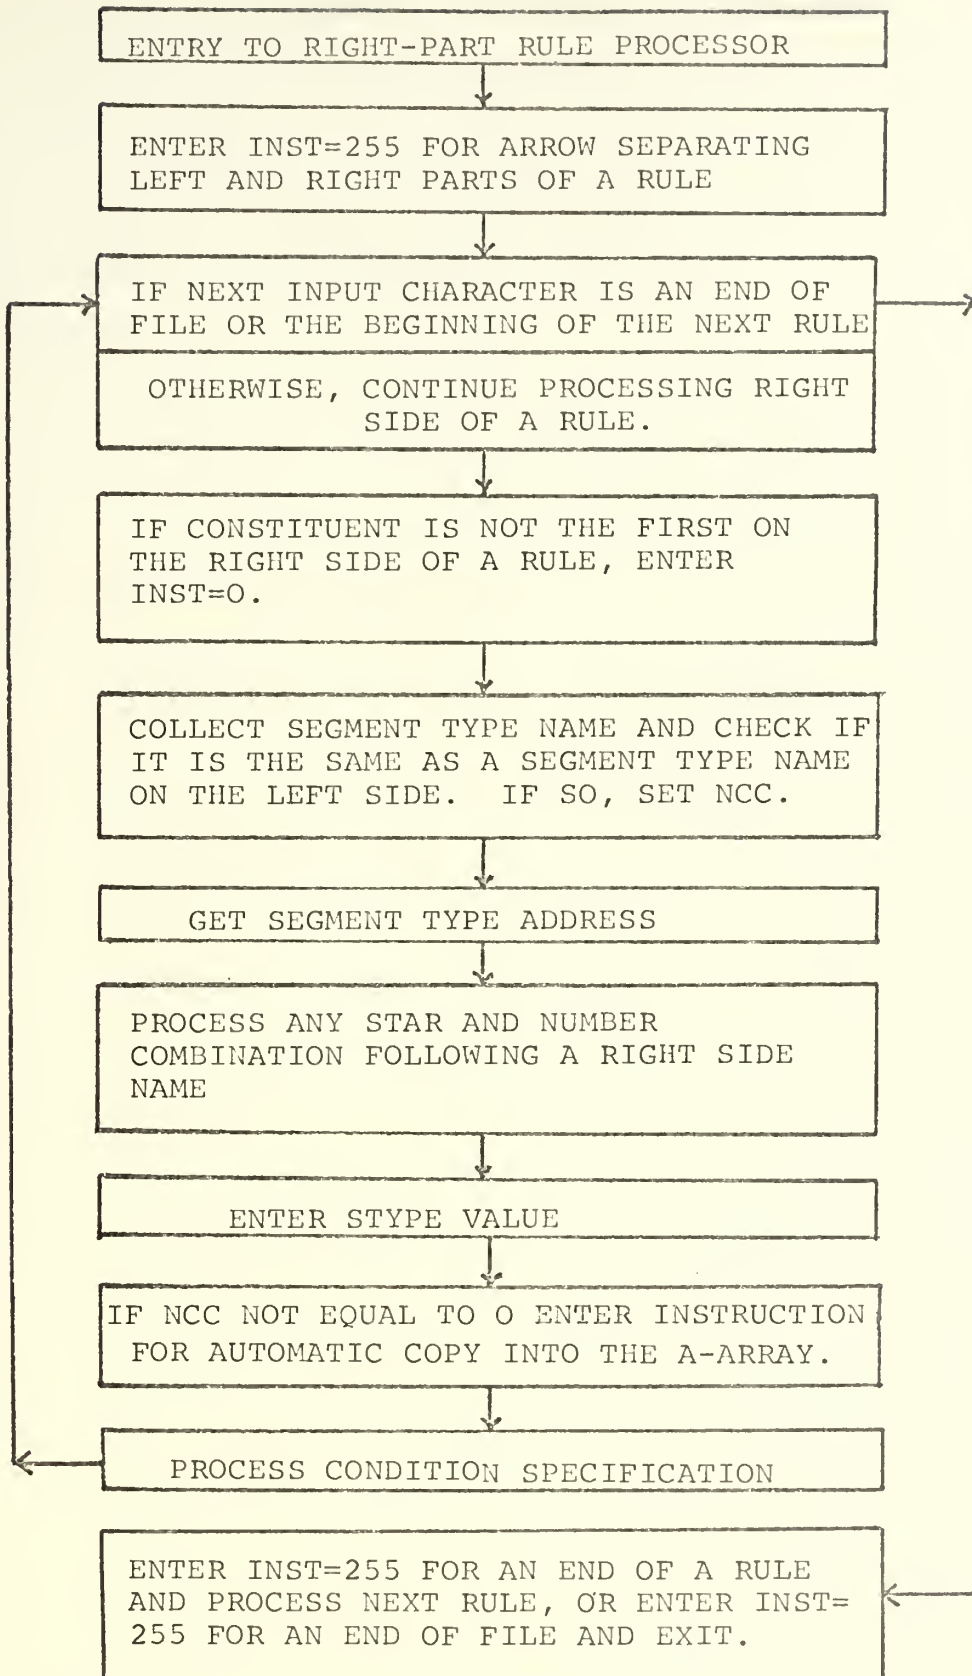 ENTRY TO RIGHT-PART RULE PROCESSOR
ENTER INST=255 FOR ARROW SEPARATING
LEFT AND RIGHT PARTS OF A RULE
IF NEXT INPUT CHARACTER IS AN END OF
FILE OR THE BEGINNING OF THE NEXT RULE
OTHERWISE, CONTINUE PROCESSING RIGHT
SIDE OF A RULE.
IF CONSTITUENT IS NOT THE FIRST ON
THE RIGHT SIDE OF A RULE, ENTER
INST=O.
COLLECT SEGMENT TYPE NAME AND CHECK IF
IT IS THE SAME AS A SEGMENT TYPE NAME
ON THE LEFT SIDE. IF SO, SET NCC.
GET SEGMENT TYPE ADDRESS
PROCESS ANY STAR AND NUMBER
COMBINATION FOLLOWING A RIGHT SIDE
NAME
ENTER STYPE VALUE
IF NCC NOT EQUAL TO O ENTER INSTRUCTION
FOR AUTOMATIC COPY INTO THE A-ARRAY.
PROCESS CONDITION SPECIFICATION
ENTER INST=255 FOR AN END OF A RULE
AND PROCESS NEXT RULE, OR ENTER INST=
255 FOR AN END OF FILE AND EXIT.